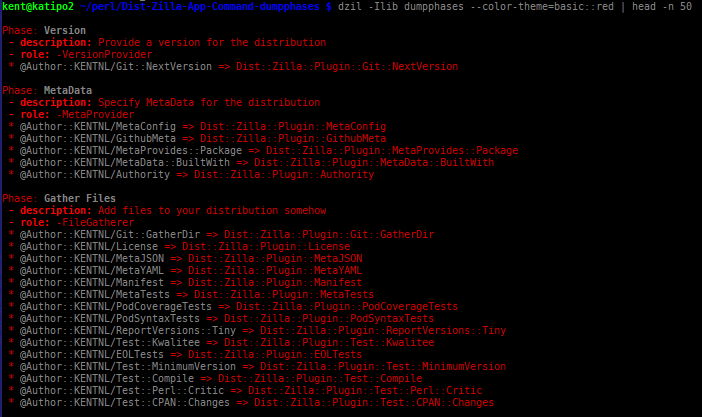 kent@katipo2 ~/perl/Dist-Zilla-App-Command-dumpphases $ dzil -Ilib dumpphases --color-theme=basic::red | head -n 50
Phase: Version
- description: Provide a version for the distribution
- role: -VersionProvider
* @Author::KENTNL/Git::NextVersion => Dist::Zilla::Plugin::Git::NextVersion
Phase: MetaData
- description: Specify MetaData for the distribution
- role: -MetaProvider
* @Author::KENTNL/MetaConfig => Dist::Zilla::Plugin::MetaConfig
* @Author::KENTNL/GithubMeta => Dist::Zilla::Plugin::GithubMeta
* @Author::KENTNL/MetaProvides::Package => Dist::Zilla::Plugin::MetaProvides::Package
* @Author::KENTNL/MetaData::BuiltWith => Dist::Zilla::Plugin::MetaData::BuiltWith
* @Author::KENTNL/Authority => Dist::Zilla::Plugin::Authority
Phase: Gather Files
- description: Add files to your distribution somehow
- role: -FileGatherer
* @Author::KENTNL/Git::GatherDir => Dist::Zilla::Plugin::Git::GatherDir
* @Author::KENTNL/License => Dist::Zilla::Plugin::License
* @Author::KENTNL/MetaJSON => Dist::Zilla::Plugin::MetaJSON
* @Author::KENTNL/MetaYAML => Dist::Zilla::Plugin::MetaYAML
* @Author::KENTNL/Manifest => Dist::Zilla::Plugin::Manifest
* @Author::KENTNL/MetaTests => Dist::Zilla::Plugin::MetaTests
* @Author::KENTNL/PodCoverageTests => Dist::Zilla::Plugin::PodCoverageTests
* @Author::KENTNL/PodSyntaxTests => Dist::Zilla::Plugin::PodSyntaxTests
* @Author::KENTNL/ReportVersions::Tiny => Dist::Zilla::Plugin::ReportVersions::Tiny
* @Author::KENTNL/Test::Kwalitee => Dist::Zilla::Plugin::Test::Kwalitee
* @Author::KENTNL/EOLTests => Dist::Zilla::Plugin::EOLTests
* @Author::KENTNL/Test::MinimumVersion => Dist::Zilla::Plugin::Test::MinimumVersion
* @Author::KENTNL/Test::Compile => Dist::Zilla::Plugin::Test::Compile
* @Author::KENTNL/Test::Perl::Critic => Dist::Zilla::Plugin::Test::Perl::Critic
* @Author::KENTNL/Test::CPAN::Changes => Dist::Zilla::Plugin::Test::CPAN::Changes